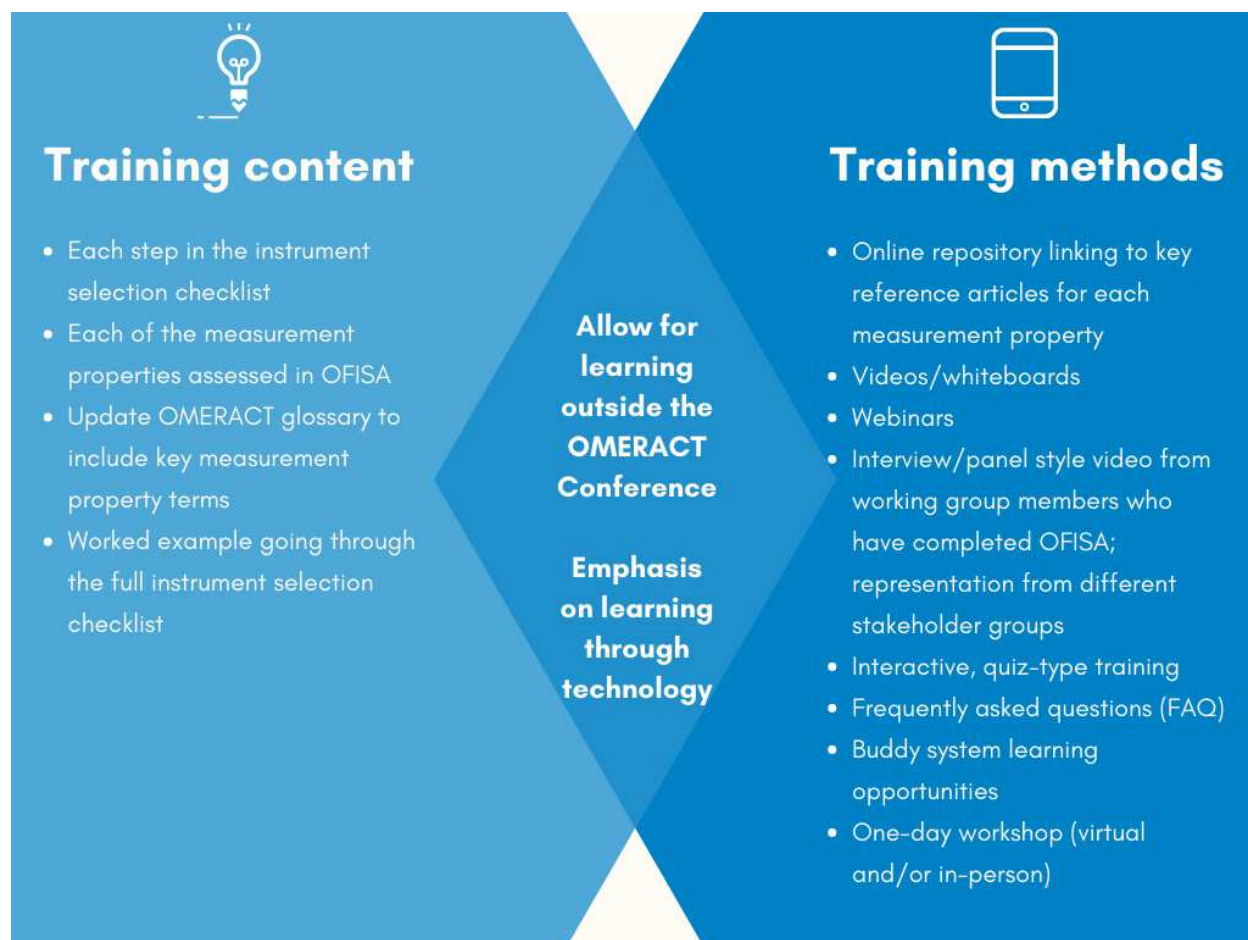 Training content
• Each step in the instrument
selection checklist
• Each of the measurement
properties assessed in OFISA
• Update OMERACT glossary to
include key measurement
property terms
• Worked example going through
the full instrument selection
checklist
Allow for
learning
outside the
OMERACT
Conference
Emphasis
on learning
through
technology
Training methods
• Online repository linking to key
reference articles for each
measurement property
• Videos/whiteboards
• Webinars
• Interview/panel style video from
working group members who
have completed OFISA;
representation from different
stakeholder groups
• Interactive, quiz-type training
• Frequently asked questions (FAQ)
• Buddy system learning
opportunities
• One-day workshop (virtual
and/or in-person)